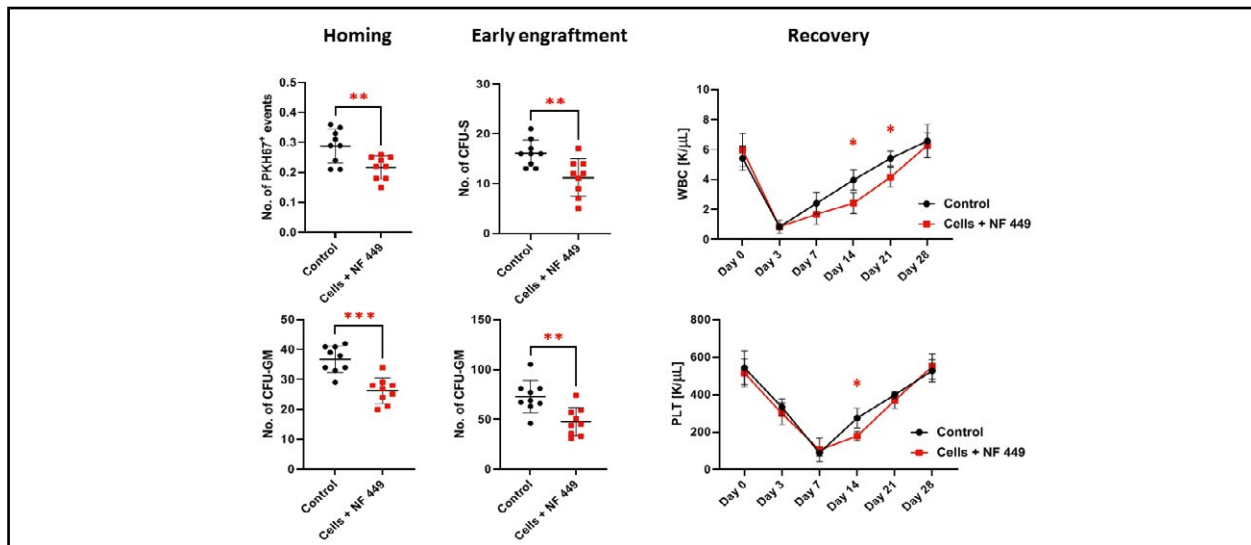 Homing
Early engraftment
Recovery
No. of PKH67⁺ events
0.5
0.4
0.3
0.2
0.1
0.0
**
Control
Cells + NF 449
No. of CFU-S
30
20
10
0
**
Control
Cells + NF 449
WBC [K/µL]
10
8
6
4
2
0
*
*
Control
Cells + NF 449
Day 0
Day 3
Day 7
Day 14
Day 21
Day 28
No. of CFU-GM
50
40
30
20
10
0
***
Control
Cells + NF 449
No. of CFU-GM
150
100
50
0
**
Control
Cells + NF 449
PLT [K/µL]
800
600
400
200
0
*
Control
Cells + NF 449
Day 0
Day 3
Day 7
Day 14
Day 21
Day 28